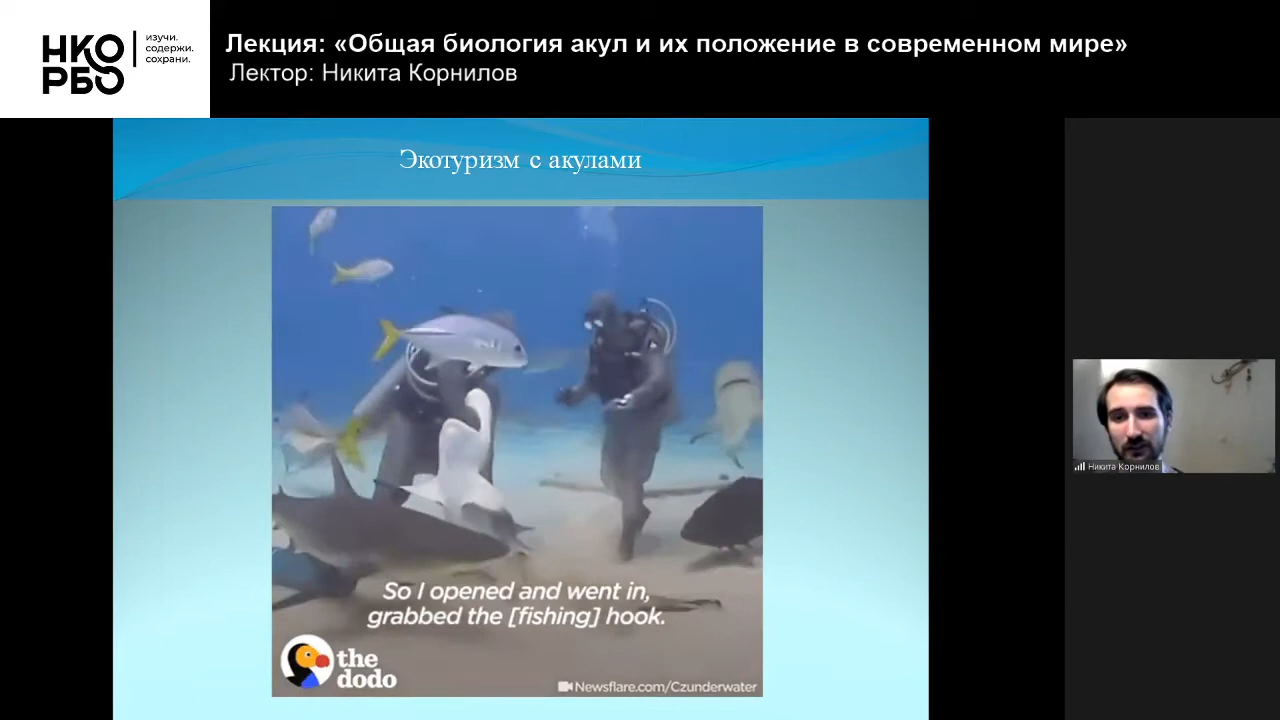 НКО
РБО
изучи.
содержи.
сохрани.
Лекция: «Общая биология акул и их положение в современном мире»
Лектор: Никита Корнилов
Экотуризм с акулами
So I opened and went in,
grabbed the [fishing] hook.
the
dodo
Newsflare.com/Czunderwater
Никита Корнилов